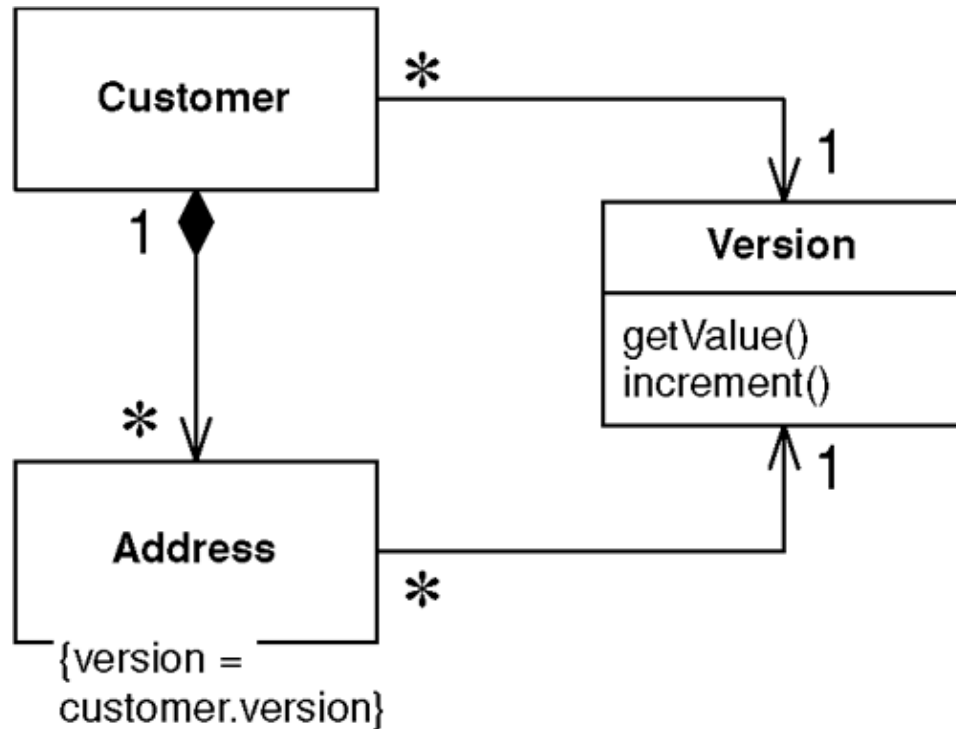 Customer
*
1
1
Version
getValue()
increment()
*
1
Address
*
{version =
customer.version}